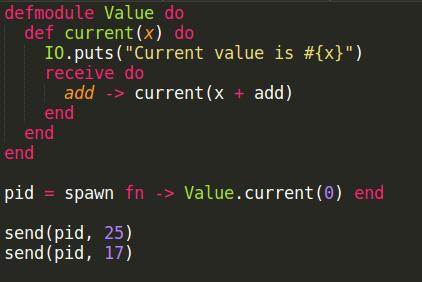 defmodule Value do
  def current(x) do
    IO.puts("Current value is #{x}")
    receive do
      add -> current(x + add)
    end
  end
end

pid = spawn fn -> Value.current(0) end

send(pid, 25)
send(pid, 17)